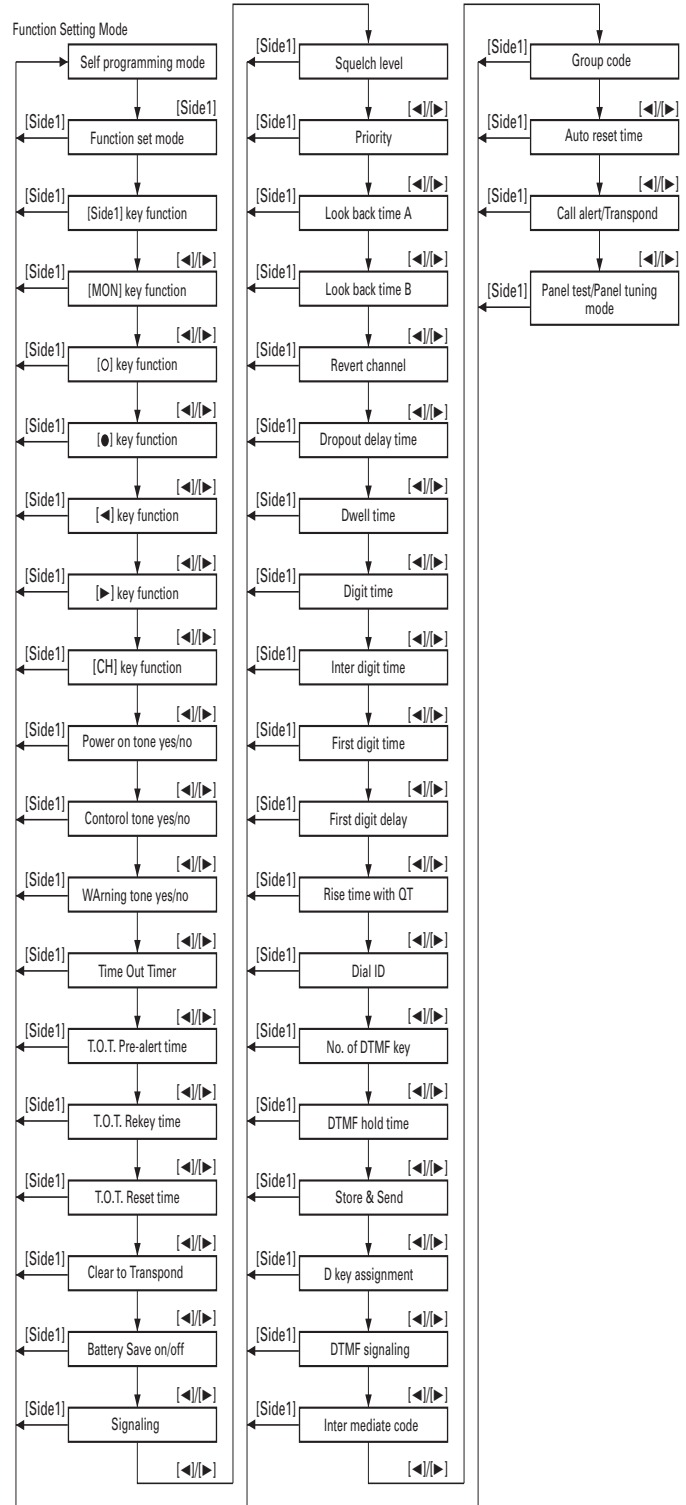 Function Setting Mode
Self programming mode
[Side1]
[Side1]
Function set mode
[Side1]
[Side1] key function
[◀]/[▶]
[Side1]
[MON] key function
[◀]/[▶]
[Side1]
[O] key function
[◀]/[▶]
[Side1]
[●] key function
[◀]/[▶]
[Side1]
[◀] key function
[◀]/[▶]
[Side1]
[▶] key function
[◀]/[▶]
[Side1]
[CH] key function
[◀]/[▶]
[Side1]
Power on tone yes/no
[◀]/[▶]
[Side1]
Contorol tone yes/no
[◀]/[▶]
[Side1]
WArning tone yes/no
[◀]/[▶]
[Side1]
Time Out Timer
[◀]/[▶]
[Side1]
T.O.T. Pre-alert time
[◀]/[▶]
[Side1]
T.O.T. Rekey time
[◀]/[▶]
[Side1]
T.O.T. Reset time
[◀]/[▶]
[Side1]
Clear to Transpond
[◀]/[▶]
[Side1]
Battery Save on/off
[◀]/[▶]
[Side1]
Signaling
[◀]/[▶]
[Side1]
Squelch level
[◀]/[▶]
[Side1]
Priority
[◀]/[▶]
[Side1]
Look back time A
[◀]/[▶]
[Side1]
Look back time B
[◀]/[▶]
[Side1]
Revert channel
[◀]/[▶]
[Side1]
Dropout delay time
[◀]/[▶]
[Side1]
Dwell time
[◀]/[▶]
[Side1]
Digit time
[◀]/[▶]
[Side1]
Inter digit time
[◀]/[▶]
[Side1]
First digit time
[◀]/[▶]
[Side1]
First digit delay
[◀]/[▶]
[Side1]
Rise time with QT
[◀]/[▶]
[Side1]
Dial ID
[◀]/[▶]
[Side1]
No. of DTMF key
[◀]/[▶]
[Side1]
DTMF hold time
[◀]/[▶]
[Side1]
Store & Send
[◀]/[▶]
[Side1]
D key assignment
[◀]/[▶]
[Side1]
DTMF signaling
[◀]/[▶]
[Side1]
Inter mediate code
[◀]/[▶]
[Side1]
Group code
[◀]/[▶]
[Side1]
Auto reset time
[◀]/[▶]
[Side1]
Call alert/Transpond
[◀]/[▶]
[Side1]
Panel test/Panel tuning
mode